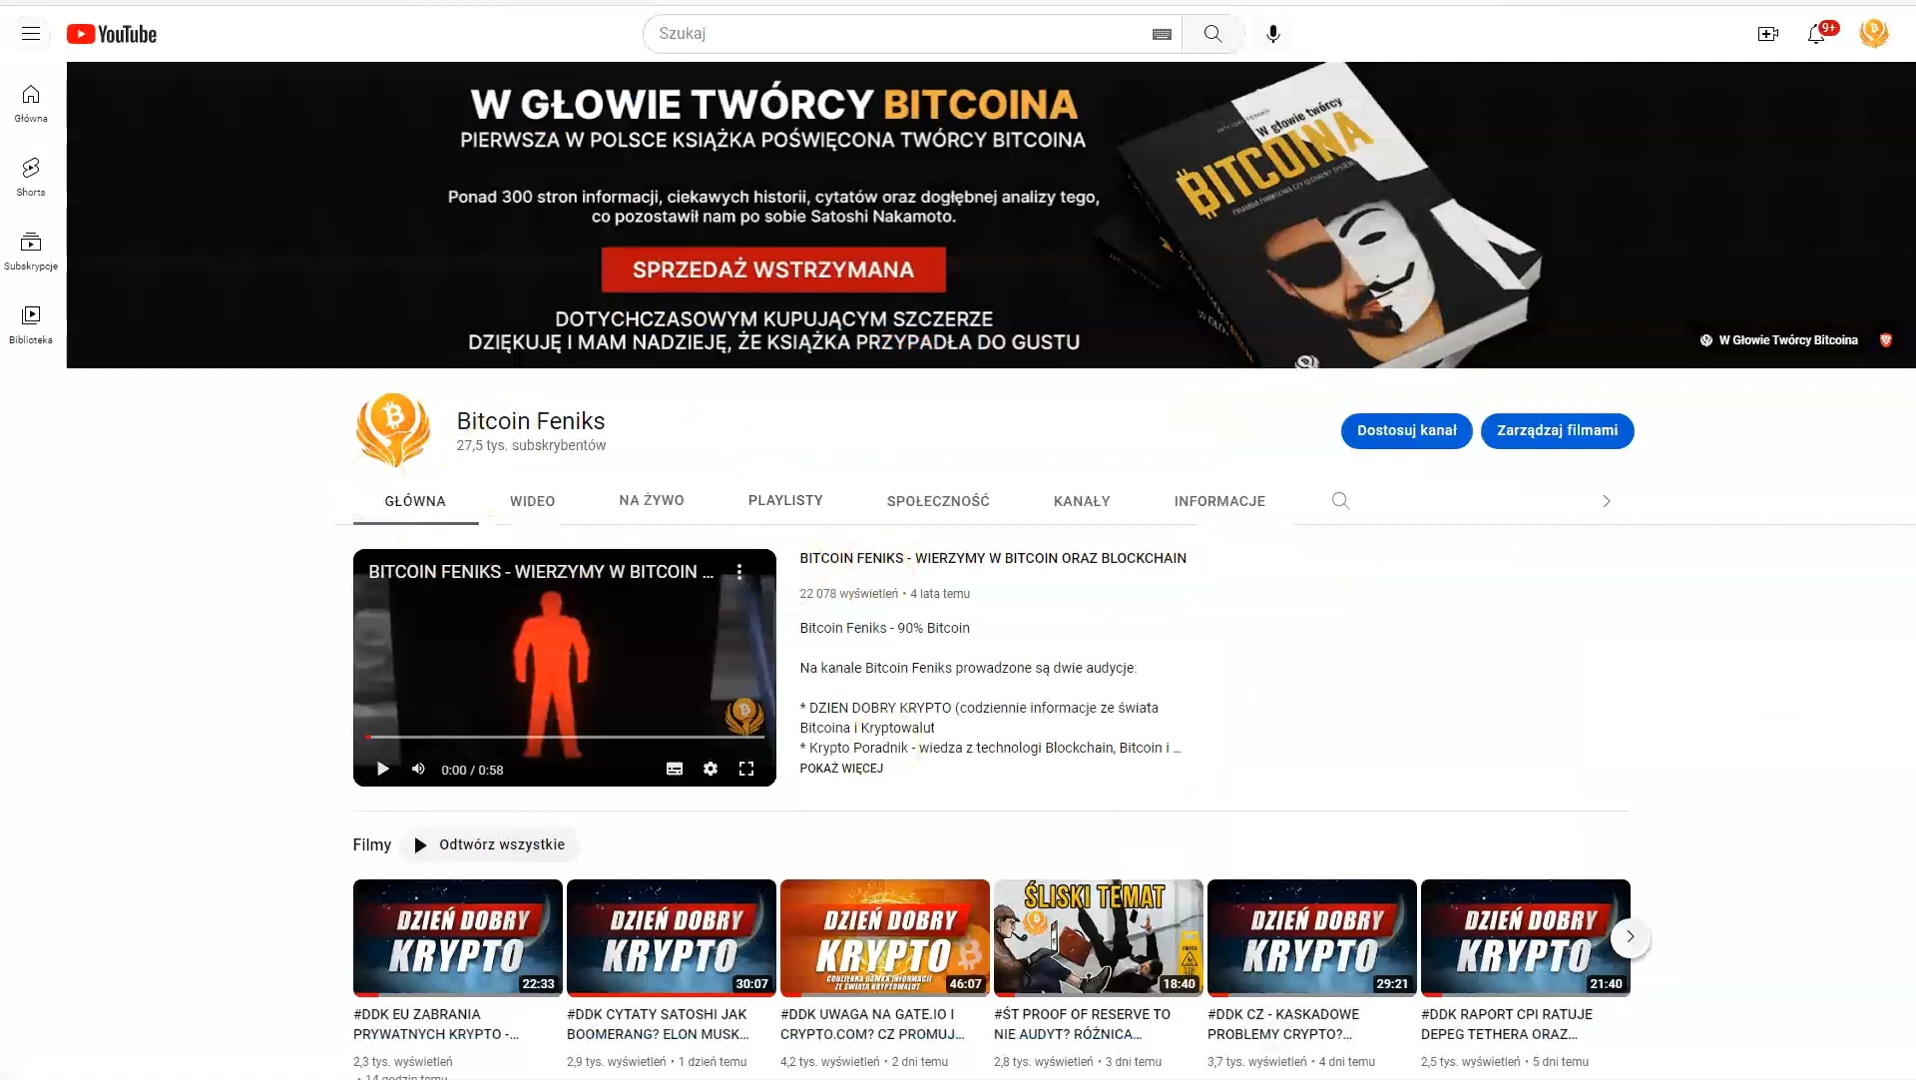 YouTube
Szukaj
9+
Główna
Shorts
Subskrypcje
Biblioteka
W GŁOWIE TWÓRCY BITCOINA
PIERWSZA W POLSCE KSIĄŻKA POŚWIĘCONA TWÓRCY BITCOINA
Ponad 300 stron informacji, ciekawych historii, cytatów oraz dogłębnej analizy tego,
co pozostawił nam po sobie Satoshi Nakamoto.
SPRZEDAŻ WSTRZYMANA
DOTYCHCZASOWYM KUPUJĄCYM SZCZERZE
DZIĘKUJĘ I MAM NADZIEJĘ, ŻE KSIĄŻKA PRZYPADŁA DO GUSTU
W głowie twórcy
BITCOINA
W Głowie Twórcy Bitcoina
Bitcoin Feniks
27,5 tys. subskrybentów
Dostosuj kanał
Zarządzaj filmami
GŁÓWNA
WIDEO
NA ŻYWO
PLAYLISTY
SPOŁECZNOŚĆ
KANAŁY
INFORMACJE
BITCOIN FENIKS - WIERZYMY W BITCOIN ...
0:00 / 0:58
BITCOIN FENIKS - WIERZYMY W BITCOIN ORAZ BLOCKCHAIN
22 078 wyświetleń • 4 lata temu
Bitcoin Feniks - 90% Bitcoin
Na kanale Bitcoin Feniks prowadzone są dwie audycje:
* DZIEN DOBRY KRYPTO (codziennie informacje ze świata
Bitcoina i Kryptowalut
* Krypto Poradnik - wiedza z technologi Blockchain, Bitcoin i ...
POKAŻ WIĘCEJ
Filmy
Odtwórz wszystkie
DZIEŃ DOBRY
KRYPTO
22:33
DZIEŃ DOBRY
KRYPTO
30:07
DZIEŃ DOBRY
KRYPTO
CODZIENNA DAWKA INFORMACJI
ZE ŚWIATA KRYPTOWALUT
46:07
ŚLISKI TEMAT
18:40
DZIEŃ DOBRY
KRYPTO
29:21
DZIEŃ DOBRY
KRYPTO
21:40
#DDK EU ZABRANIA
PRYWATNYCH KRYPTO -...
2,3 tys. wyświetleń
• 14 godzin temu
#DDK CYTATY SATOSHI JAK
BOOMERANG? ELON MUSK...
2,9 tys. wyświetleń • 1 dzień temu
#DDK UWAGA NA GATE.IO I
CRYPTO.COM? CZ PROMUJ...
4,2 tys. wyświetleń • 2 dni temu
#ŚT PROOF OF RESERVE TO
NIE AUDYT? RÓŻNICA...
2,8 tys. wyświetleń • 3 dni temu
#DDK CZ - KASKADOWE
PROBLEMY CRYPTO?...
3,7 tys. wyświetleń • 4 dni temu
#DDK RAPORT CPI RATUJE
DEPEG TETHERA ORAZ...
2,5 tys. wyświetleń • 5 dni temu